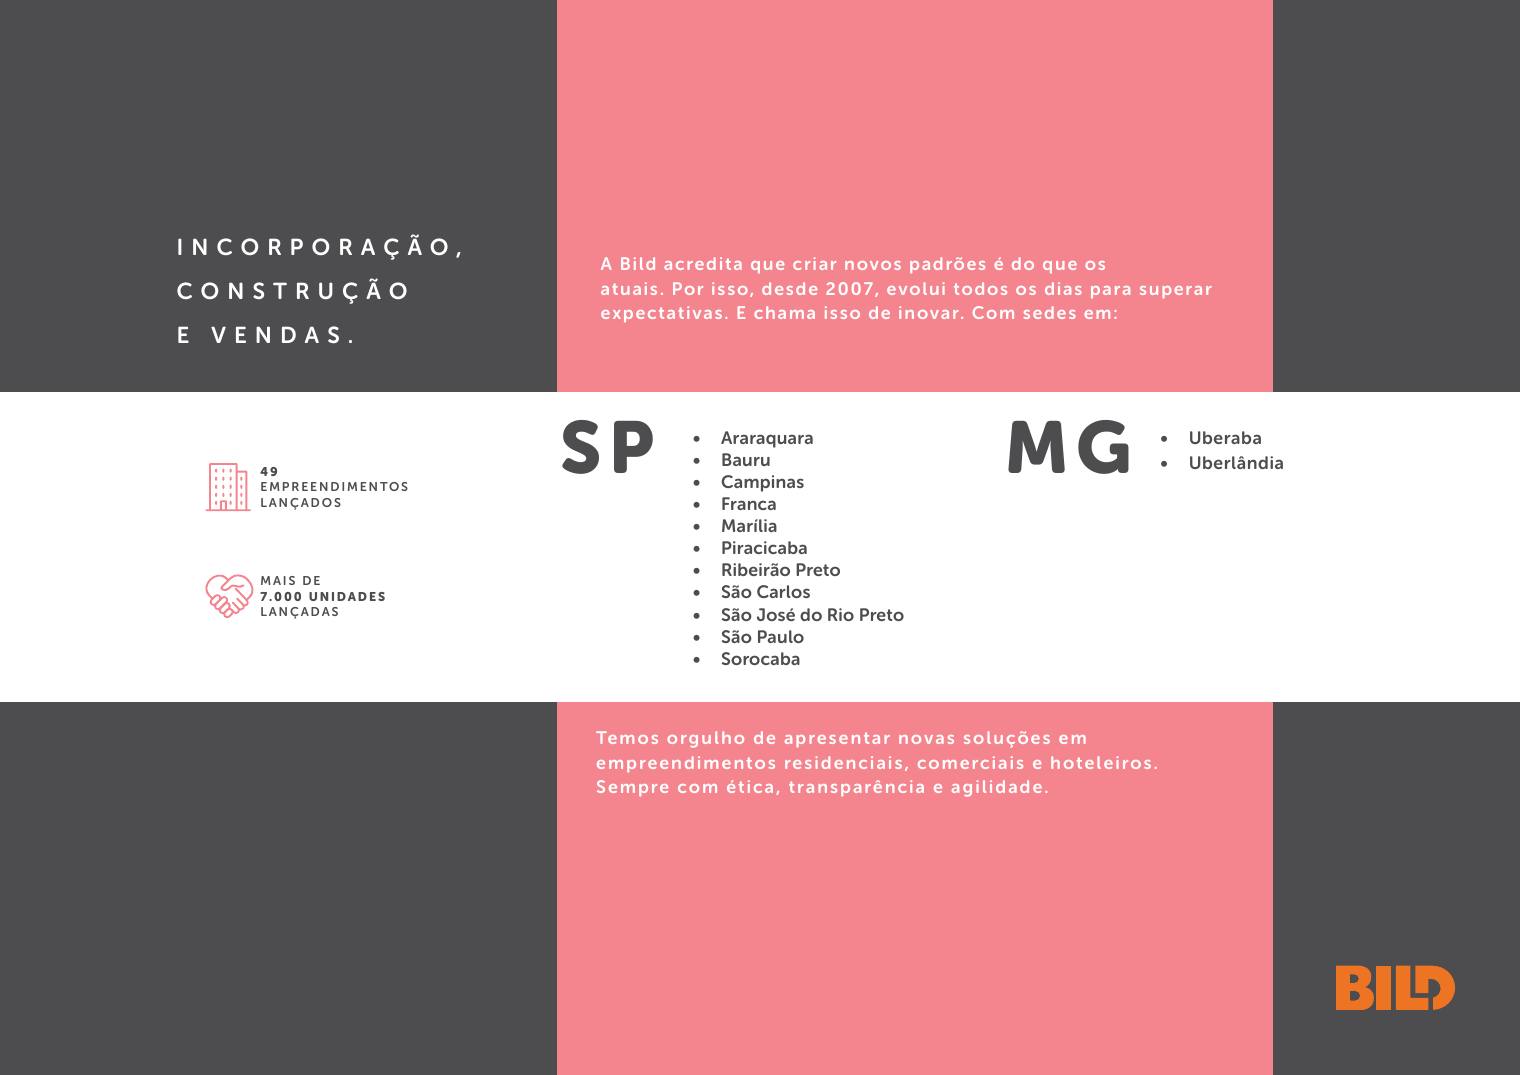 INCORPORAÇÃO,
CONSTRUÇÃO
E VENDAS.
A Bild acredita que criar novos padrões é do que os
atuais. Por isso, desde 2007, evolui todos os dias para superar
expectativas. E chama isso de inovar. Com sedes em:
49
EMPREENDIMENTOS
LANÇADOS
MAIS DE
7.000 UNIDADES
LANÇADAS
SP
• Araraquara
• Bauru
• Campinas
• Franca
• Marília
• Piracicaba
• Ribeirão Preto
• São Carlos
• São José do Rio Preto
• São Paulo
• Sorocaba
MG
• Uberaba
• Uberlândia
Temos orgulho de apresentar novas soluções em
empreendimentos residenciais, comerciais e hoteleiros.
Sempre com ética, transparência e agilidade.
BILD